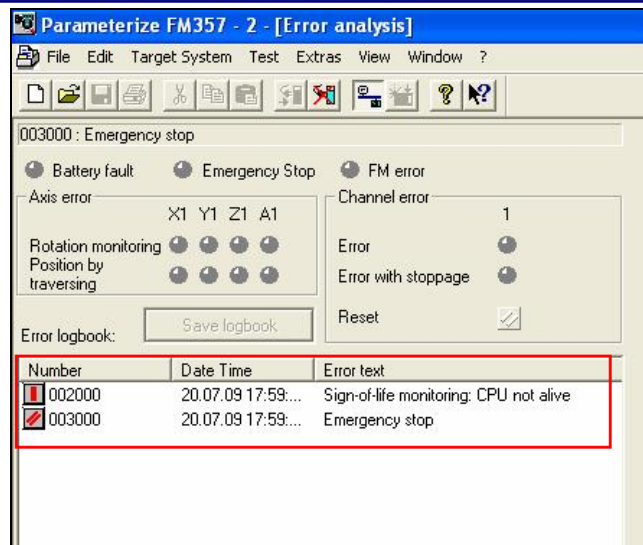 Parameterize FM357 - 2 - [Error analysis]
File Edit Target System Test Extras View Window ?
003000 : Emergency stop
Battery fault Emergency Stop FM error
Axis error
X1 Y1 Z1 A1
Rotation monitoring
Position by
traversing
Channel error
1
Error
Error with stoppage
Reset
Error logbook: Save logbook
Number Date Time Error text
002000 20.07.09 17:59:... Sign-of-life monitoring: CPU not alive
003000 20.07.09 17:59:... Emergency stop